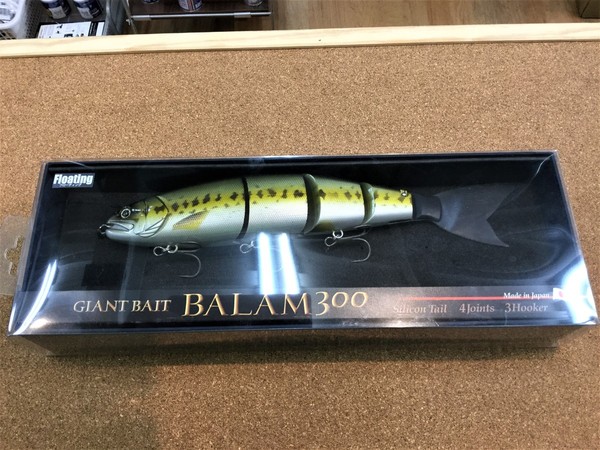 Floating
GIANT BAIT BALAM300
Made in Japan
Silicon Tail 4Joints 3Hooker